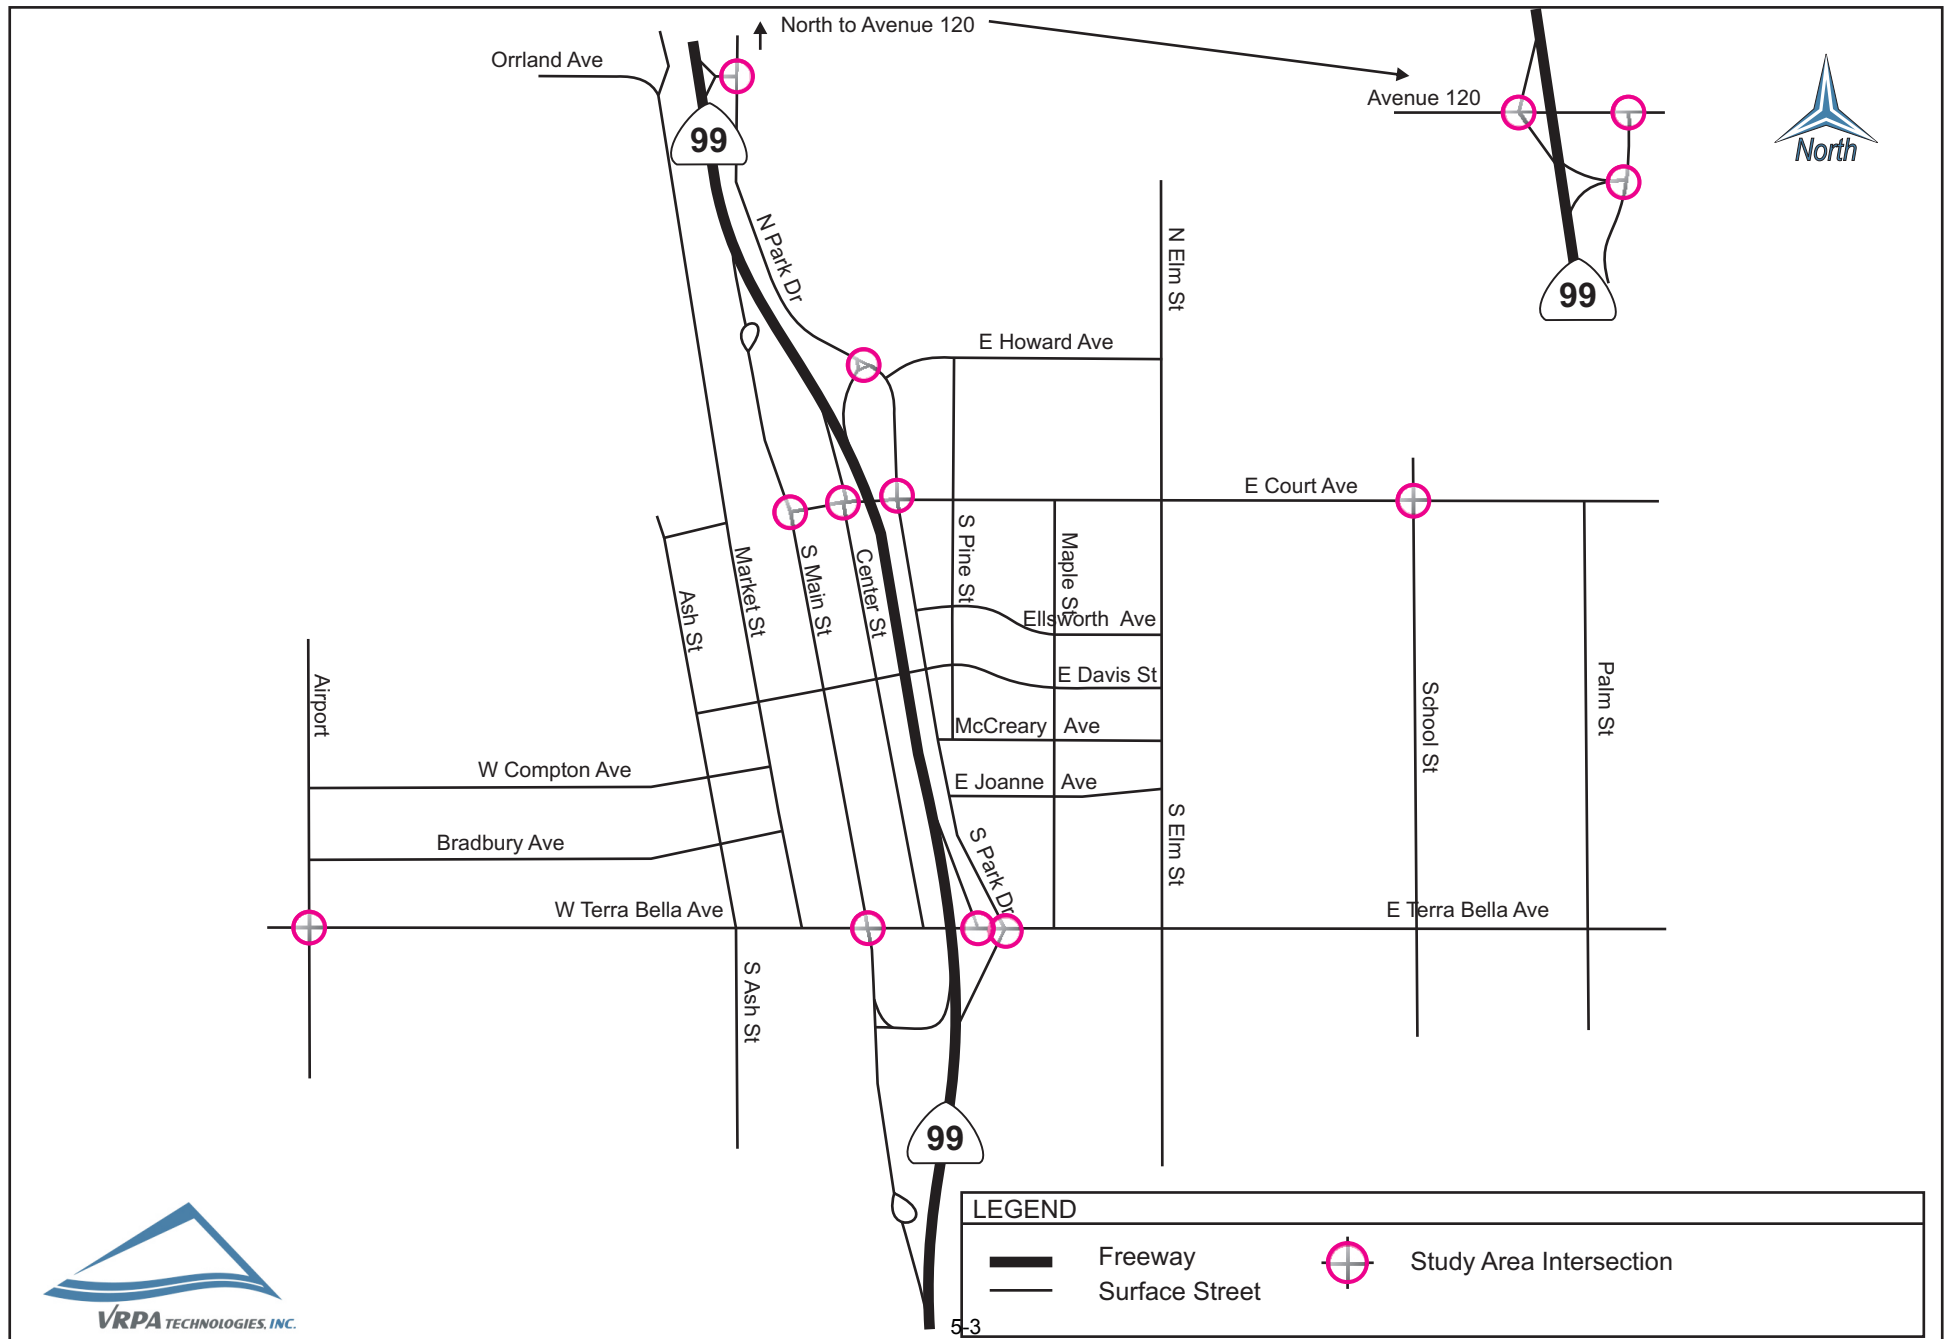 North to Avenue 120
Orrland Ave
Avenue 120
99
North
N Park Dr
N Elm St
99
E Howard Ave
E Court Ave
S Pine St
Maple St
Market St
S Main St
Center St
Ash St
Ellsworth Ave
E Davis St
Airport
School St
Palm St
McCreary Ave
W Compton Ave
E Joanne Ave
Bradbury Ave
S Park Dr
S Elm St
W Terra Bella Ave
E Terra Bella Ave
S Ash St
99
LEGEND
Freeway
Study Area Intersection
Surface Street
VRPA TECHNOLOGIES, INC.
5-3